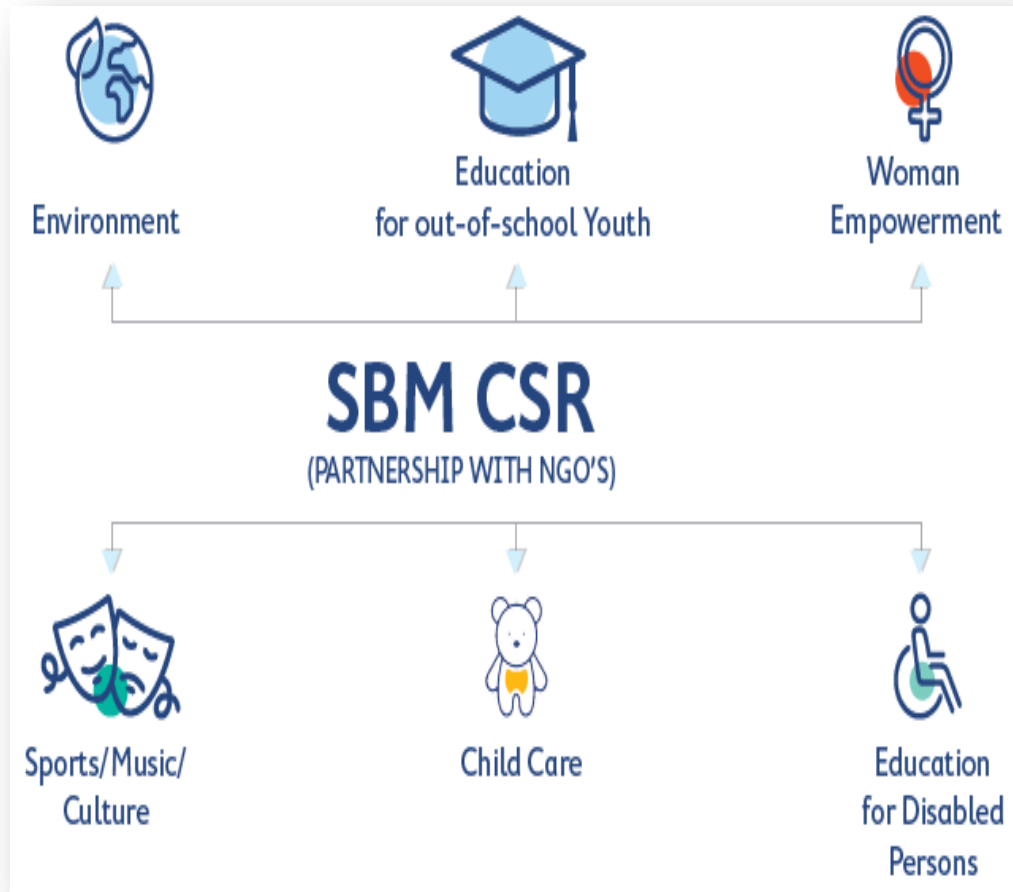 Environment
Education
for out-of-school Youth
Woman
Empowerment
SBM CSR
(PARTNERSHIP WITH NGO'S)
Sports/Music/
Culture
Child Care
Education
for Disabled
Persons